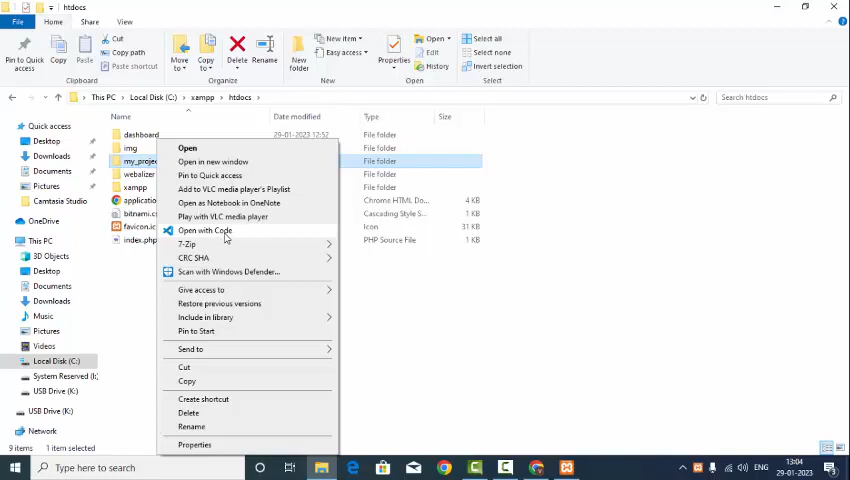 htdocs
File
Home
Share
View
Pin to Quick access
Copy
Paste
Cut
Copy path
Paste shortcut
Clipboard
Move to
Copy to
Delete
Rename
Organize
New folder
New item
Easy access
New
Properties
Open
Edit
History
Open
Select all
Select none
Invert selection
Select
This PC
Local Disk (C:)
xampp
htdocs
Search htdocs
Name
Date modified
Type
Size
Quick access
Desktop
Downloads
Documents
Pictures
Camtasia Studio
OneDrive
This PC
3D Objects
Desktop
Documents
Downloads
Music
Pictures
Videos
Local Disk (C:)
System Reserved (I:
USB Drive (K:)
USB Drive (K:)
Network
dashboard 29-01-2023 12:52 File folder
img File folder
my_projec File folder
webalizer File folder
xampp File folder
applicatio Chrome HTML Do... 4 KB
bitnami.cs Cascading Style S... 1 KB
favicon.ic Icon 31 KB
index.php PHP Source File 1 KB
Open
Open in new window
Pin to Quick access
Add to VLC media player's Playlist
Open as Notebook in OneNote
Play with VLC media player
Open with Code
7-Zip
CRC SHA
Scan with Windows Defender...
Give access to
Restore previous versions
Include in library
Pin to Start
Send to
Cut
Copy
Create shortcut
Delete
Rename
Properties
9 items
1 item selected
Type here to search
ENG
13:04
29-01-2023
3